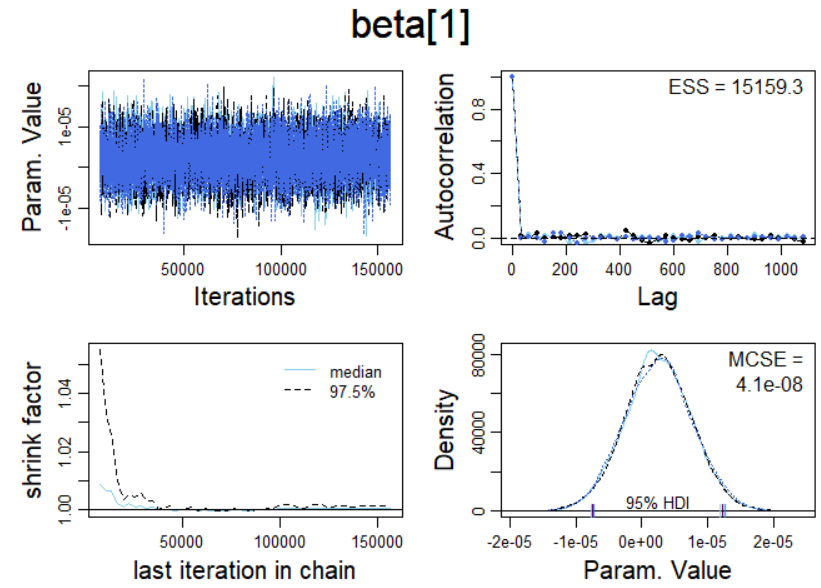 beta[1]
Param. Value
1e-05
-1e-05
50000 100000 150000
Iterations
Autocorrelation
0.8
0.4
0.0
ESS = 15159.3
0 200 400 600 800 1000
Lag
shrink factor
1.04
1.02
1.00
median
97.5%
50000 100000 150000
last iteration in chain
Density
80000
40000
0
MCSE =
4.1e-08
95% HDI
-2e-05 -1e-05 0e+00 1e-05 2e-05
Param. Value